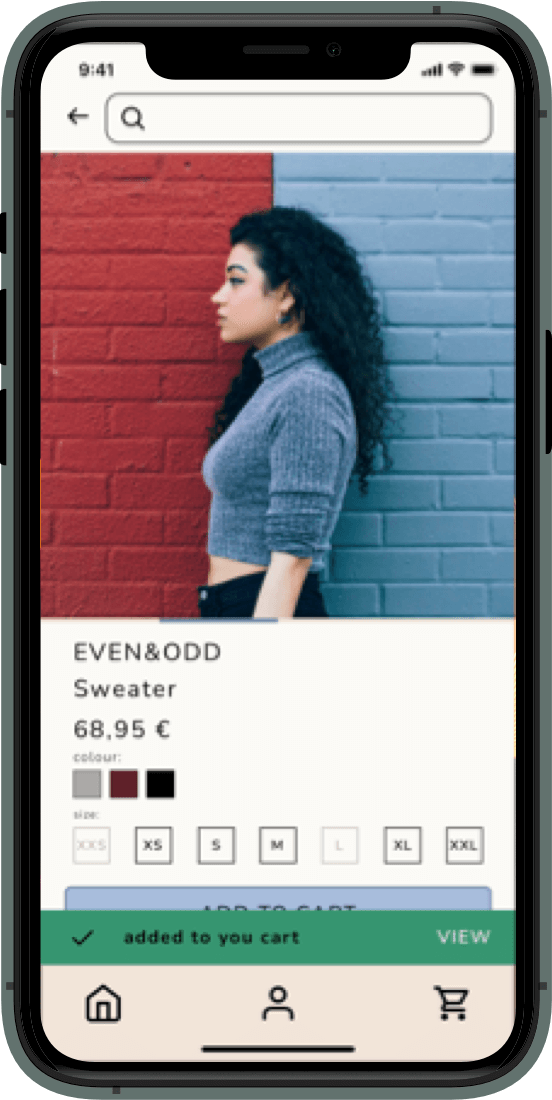 9:41
EVEN&ODD
Sweater
68,95 €
colour:
size:
XXS XS S M L XL XXL
ADD TO CART
added to you cart VIEW